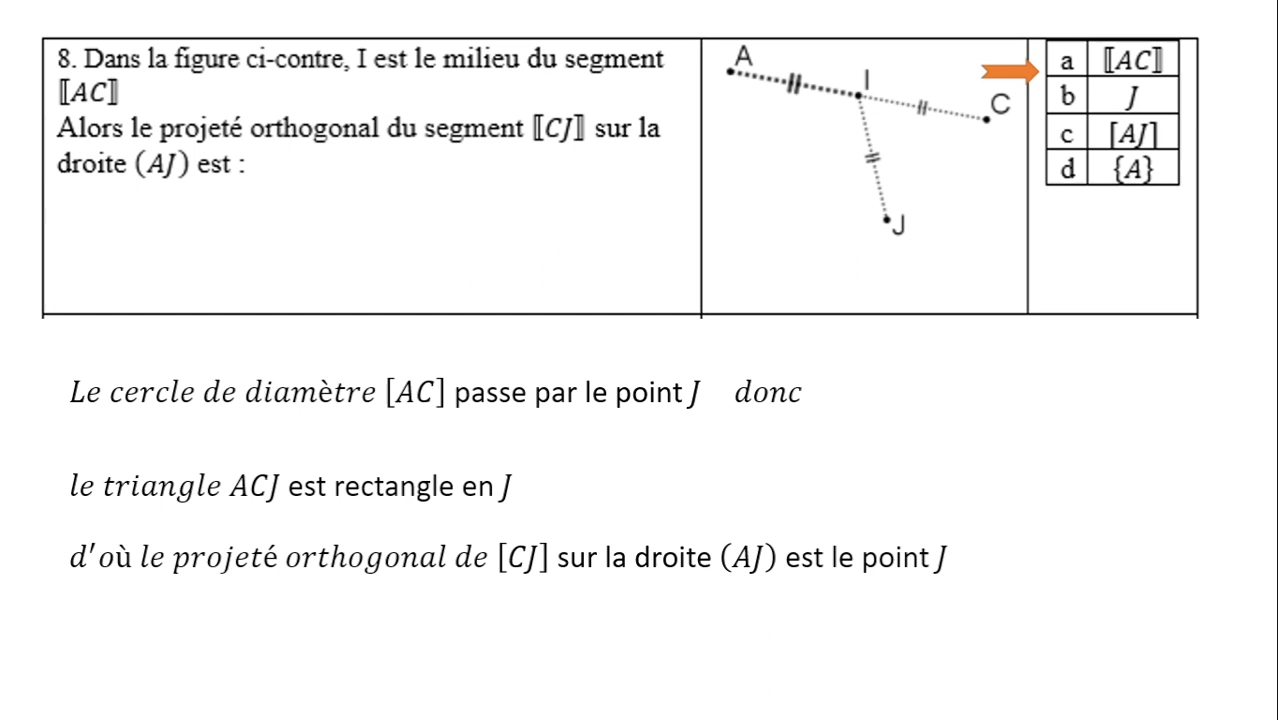 8. Dans la figure ci-contre, I est le milieu du segment
⟦AC⟧
Alors le projeté orthogonal du segment ⟦CJ⟧ sur la
droite (AJ) est :
A
I
C
J
a ⟦AC⟧
b J
c [AJ]
d {A}
Le cercle de diamètre [AC] passe par le point J donc
le triangle ACJ est rectangle en J
d'où le projeté orthogonal de [CJ] sur la droite (AJ) est le point J